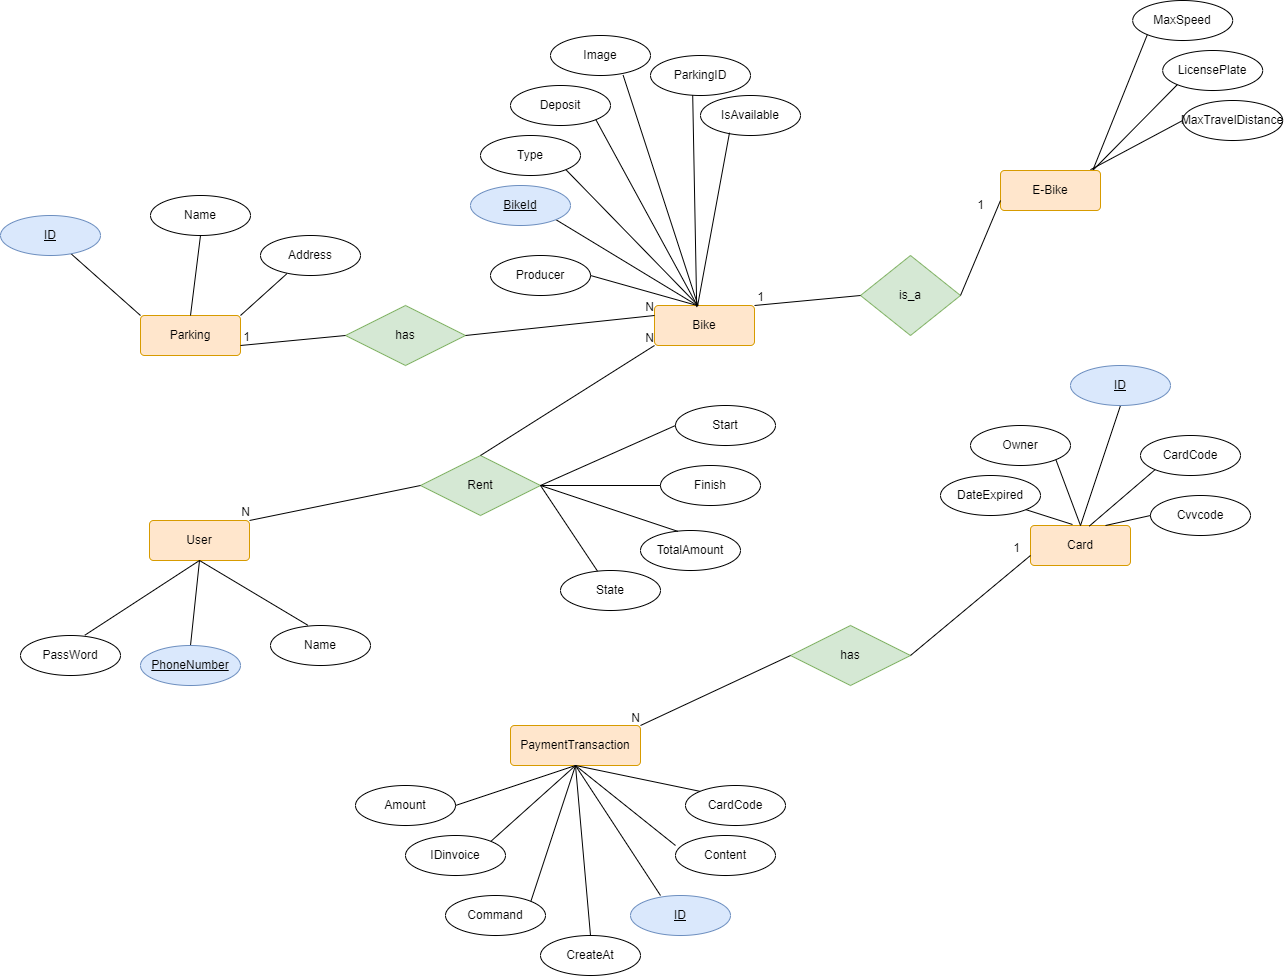 MaxSpeed
Image
LicensePlate
ParkingID
Deposit
IsAvailable
MaxTravelDistance
Type
E-Bike
BikeId
1
Name
ID
Address
Producer
is_a
1
N
Bike
Parking
1
has
N
ID
Start
Owner
CardCode
Rent
Finish
DateExpired
N
Cvvcode
User
TotalAmount
1
Card
State
PassWord
PhoneNumber
Name
has
N
PaymentTransaction
Amount
CardCode
IDinvoice
Content
Command
ID
CreateAt